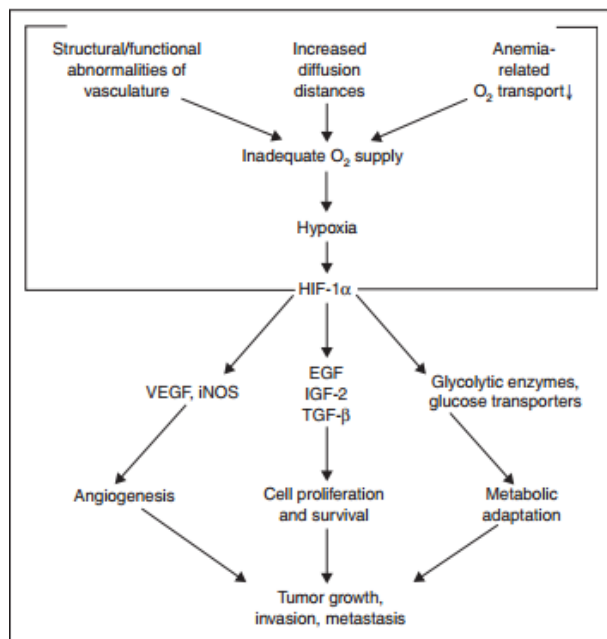 Structural/functional
abnormalities of
vasculature
Increased
diffusion
distances
Anemia-
related
O₂ transport↓
Inadequate O₂ supply
Hypoxia
HIF-1α
VEGF, iNOS
EGF
IGF-2
TGF-β
Glycolytic enzymes,
glucose transporters
Angiogenesis
Cell proliferation
and survival
Metabolic
adaptation
Tumor growth,
invasion, metastasis